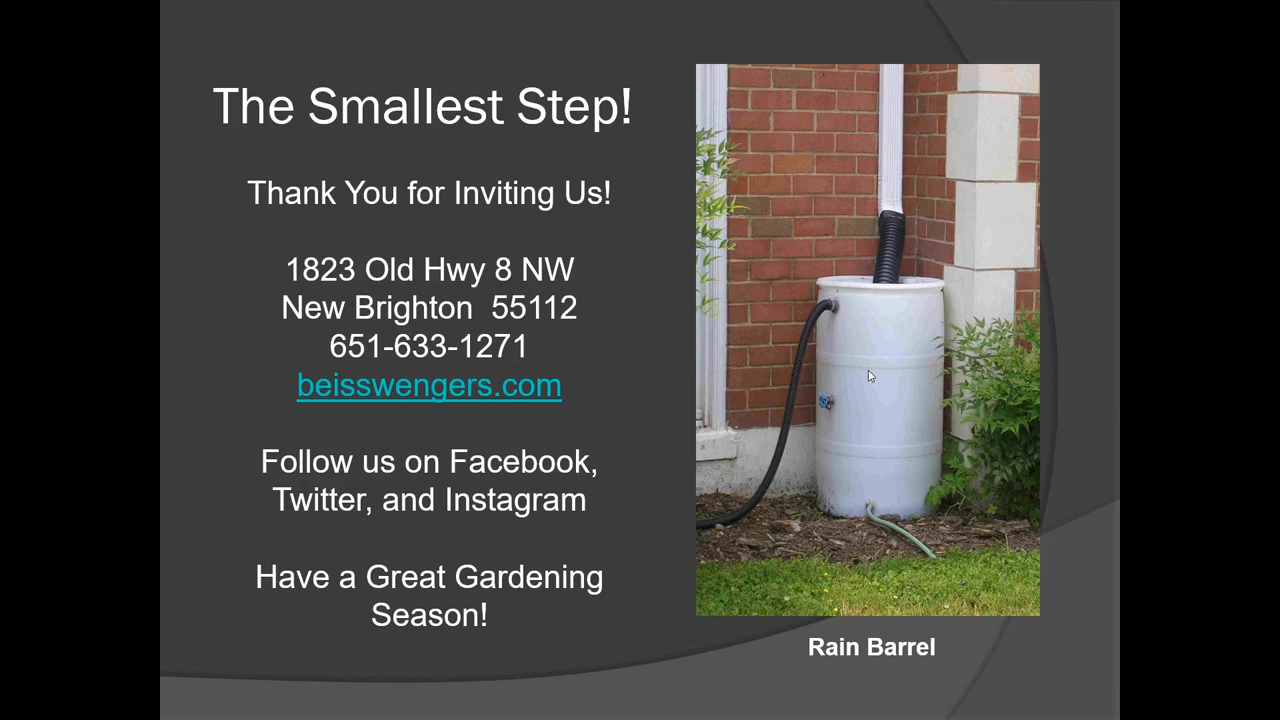 The Smallest Step!
Thank You for Inviting Us!
1823 Old Hwy 8 NW
New Brighton  55112
651-633-1271
beisswengers.com
Follow us on Facebook,
Twitter, and Instagram
Have a Great Gardening
Season!
Rain Barrel